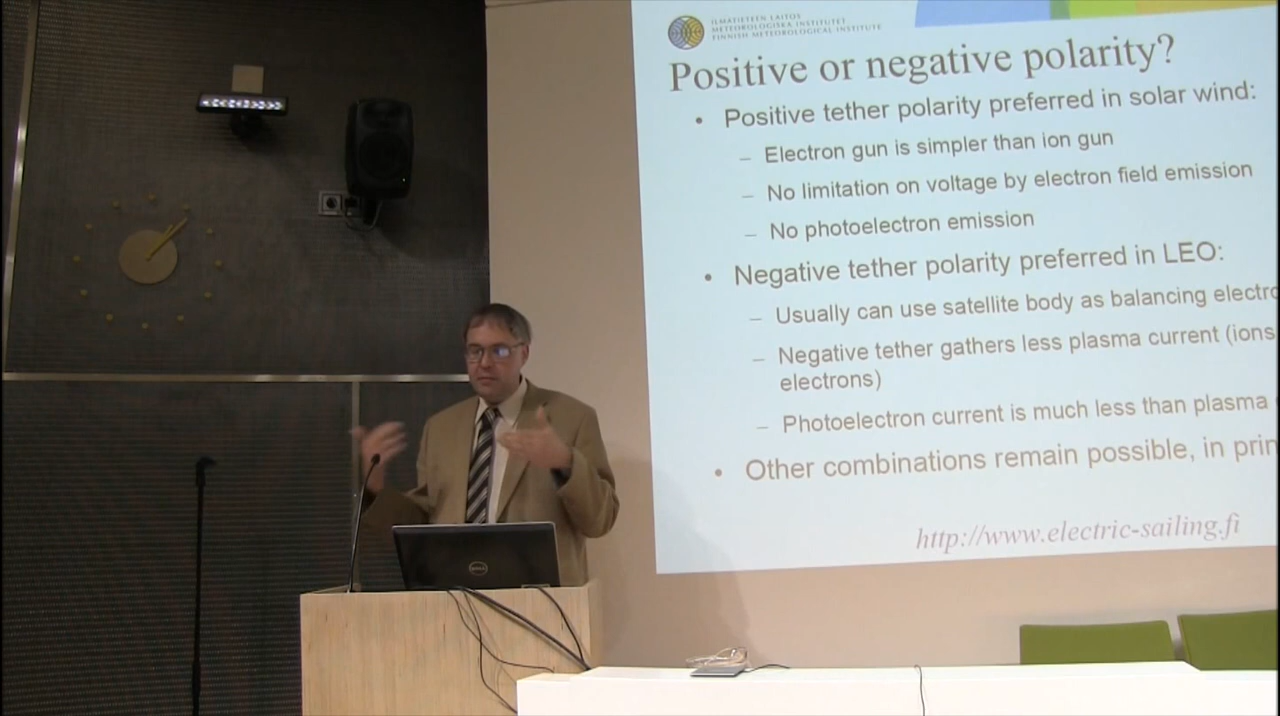 ILMATIETEEN LAITOS
METEOROLOGISKA INSTITUTET
FINNISH METEOROLOGICAL INSTITUTE
Positive or negative polarity?
• Positive tether polarity preferred in solar wind:
– Electron gun is simpler than ion gun
– No limitation on voltage by electron field emission
– No photoelectron emission
• Negative tether polarity preferred in LEO:
– Usually can use satellite body as balancing electro
– Negative tether gathers less plasma current (ions
electrons)
– Photoelectron current is much less than plasma
• Other combinations remain possible, in prin
http://www.electric-sailing.fi
DELL